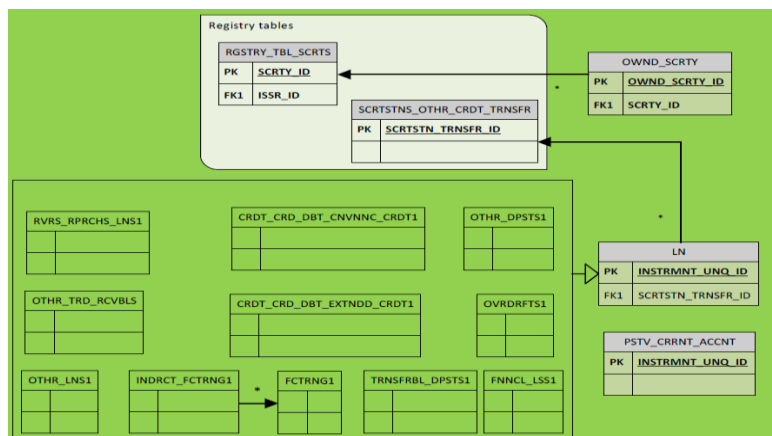 Registry tables
RGSTRY_TBL_SCRTS
PK SCRTY_ID
FK1 ISSR_ID
OWND_SCRTY
PK OWND_SCRTY_ID
FK1 SCRTY_ID
*
SCRTSTNS_OTHR_CRDT_TRNSFR
PK SCRTSTN_TRNSFR_ID
*
RVRS_RPRCHS_LNS1
CRDT_CRD_DBT_CNVNNC_CRDT1
OTHR_DPSTS1
LN
PK INSTRMNT_UNQ_ID
FK1 SCRTSTN_TRNSFR_ID
OTHR_TRD_RCVBLS
CRDT_CRD_DBT_EXTNDD_CRDT1
OVRDRFTS1
PSTV_CRRNT_ACCNT
PK INSTRMNT_UNQ_ID
OTHR_LNS1
INDRCT_FCTRNG1
*
FCTRNG1
TRNSFRBL_DPSTS1
FNNCL_LSS1